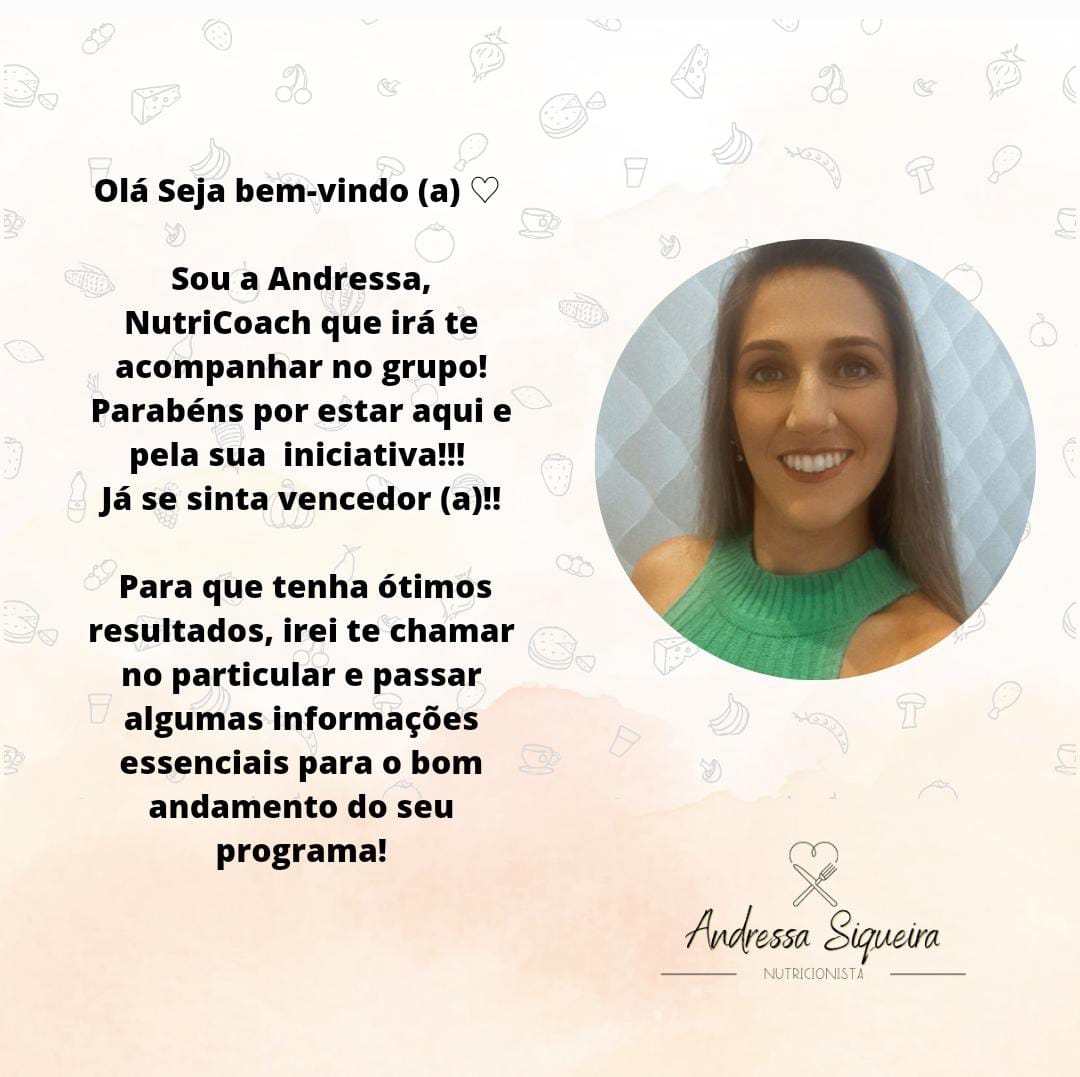 Olá Seja bem-vindo (a) ♡
Sou a Andressa,
NutriCoach que irá te
acompanhar no grupo!
Parabéns por estar aqui e
pela sua  iniciativa!!!
Já se sinta vencedor (a)!!
Para que tenha ótimos
resultados, irei te chamar
no particular e passar
algumas informações
essenciais para o bom
andamento do seu
programa!
Andressa Siqueira
NUTRICIONISTA